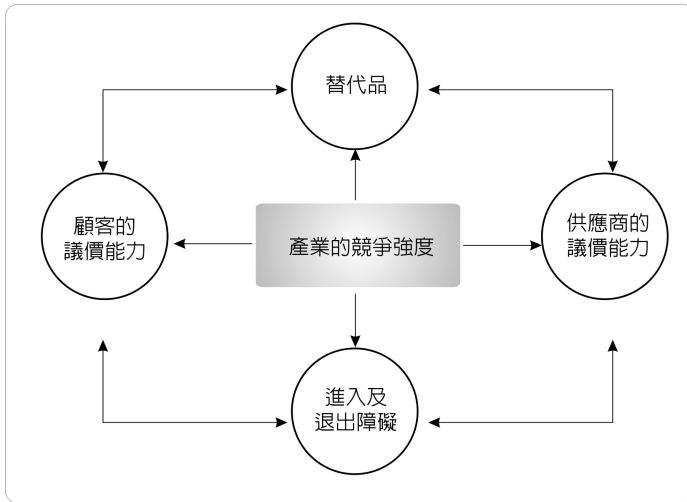 替代品
顧客的
議價能力
產業的競爭強度
供應商的
議價能力
進入及
退出障礙